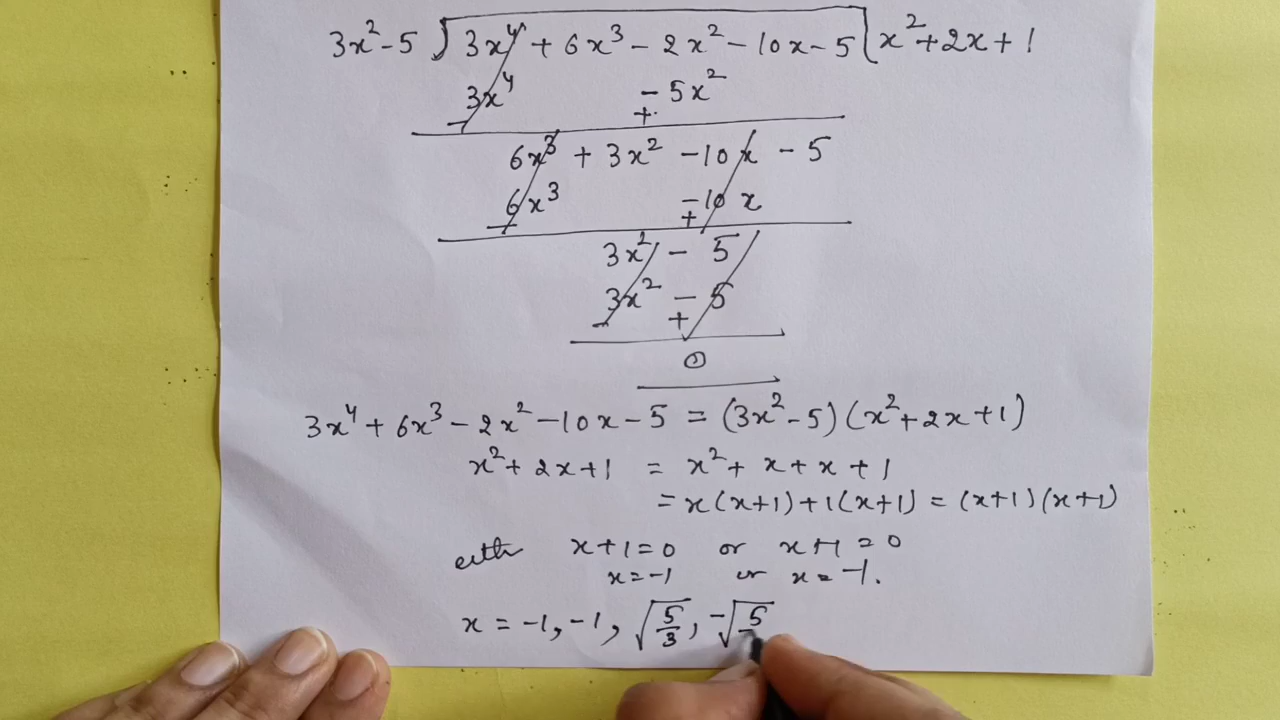 3x²-5 ) 3x⁴ + 6x³ - 2x² - 10x - 5 ( x²+2x+1
3x⁴ - 5x²
- +
6x³ + 3x² -10x - 5
6x³ -10x
- +
3x² - 5
3x² - 5
- +
0
3x⁴ + 6x³ - 2x² - 10x - 5 = (3x²-5)(x²+2x+1)
x²+2x+1 = x²+x+x+1
= x(x+1)+1(x+1) = (x+1)(x+1)
x+1=0 or x+1=0
x=-1 or x=-1.
x = -1, -1, √5/3, -√5